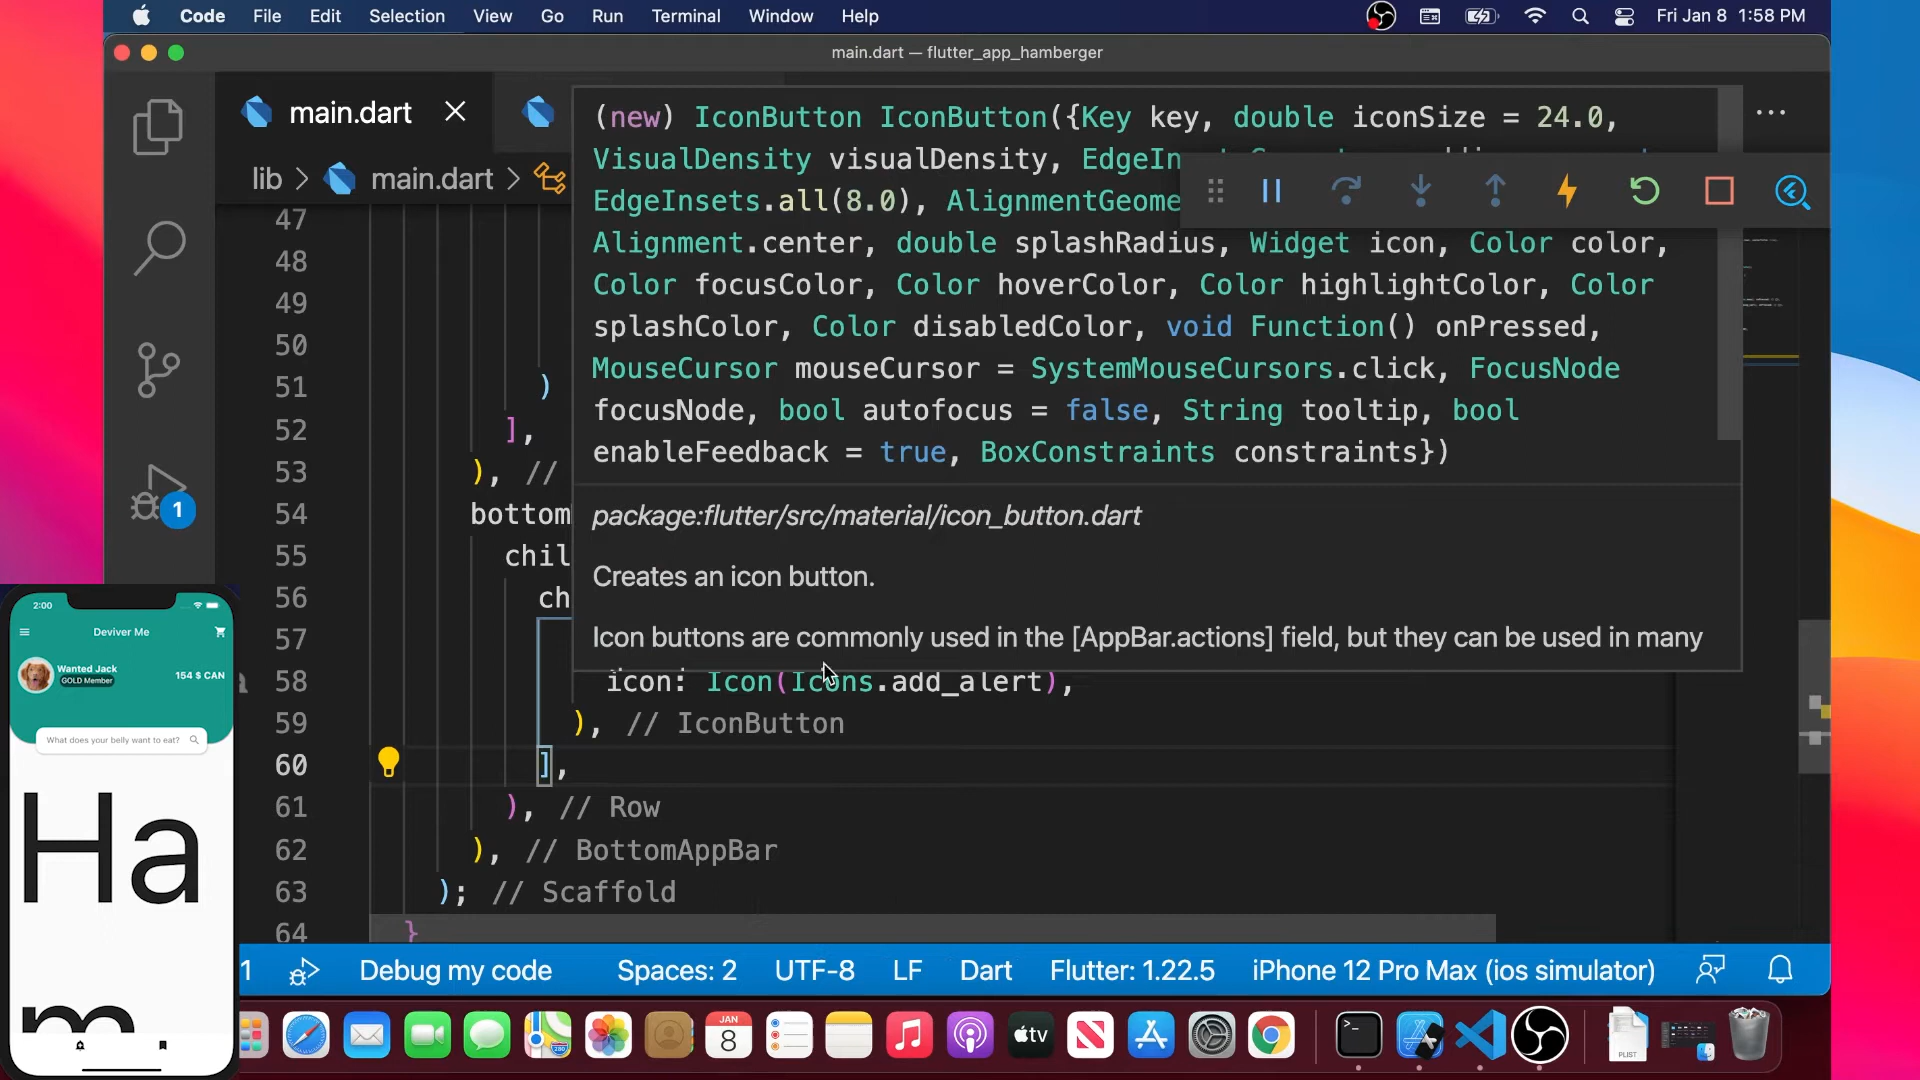 Code File Edit Selection View Go Run Terminal Window Help Fri Jan 8 1:58 PM
main.dart — flutter_app_hamberger
main.dart
lib > main.dart >
(new) IconButton IconButton({Key key, double iconSize = 24.0,
VisualDensity visualDensity,
EdgeInsets.all(8.0),
Alignment.center, double splashRadius, Widget icon, Color color,
Color focusColor, Color hoverColor, Color highlightColor, Color
splashColor, Color disabledColor, void Function() onPressed,
MouseCursor mouseCursor = SystemMouseCursors.click, FocusNode
focusNode, bool autofocus = false, String tooltip, bool
enableFeedback = true, BoxConstraints constraints})
package:flutter/src/material/icon_button.dart
Creates an icon button.
Icon buttons are commonly used in the [AppBar.actions] field, but they can be used in many
47
48
49
50
51 )
52 ],
53 ), //
54 bottom
55 chil
56 ch
57
58 icon: Icon(Icons.add_alert),
59 ), // IconButton
60 ],
61 ), // Row
62 ), // BottomAppBar
63 ); // Scaffold
64 }
1
2:00
Deviver Me
Wanted Jack
GOLD Member
154 $ CAN
What does your belly want to eat?
Ha
m
1 Debug my code Spaces: 2 UTF-8 LF Dart Flutter: 1.22.5 iPhone 12 Pro Max (ios simulator)
JAN
8
280
tv
PLIST